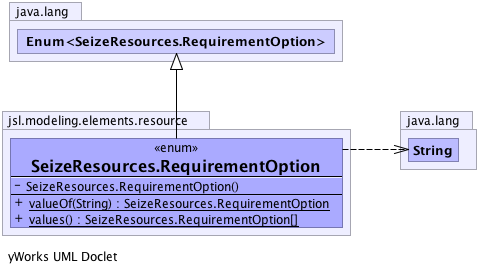 java.lang
Enum<SeizeResources.RequirementOption>
jsl.modeling.elements.resource
java.lang
«enum»
String
SeizeResources.RequirementOption
- SeizeResources.RequirementOption()
+ valueOf(String) : SeizeResources.RequirementOption
+ values() : SeizeResources.RequirementOption[]
yWorks UML Doclet